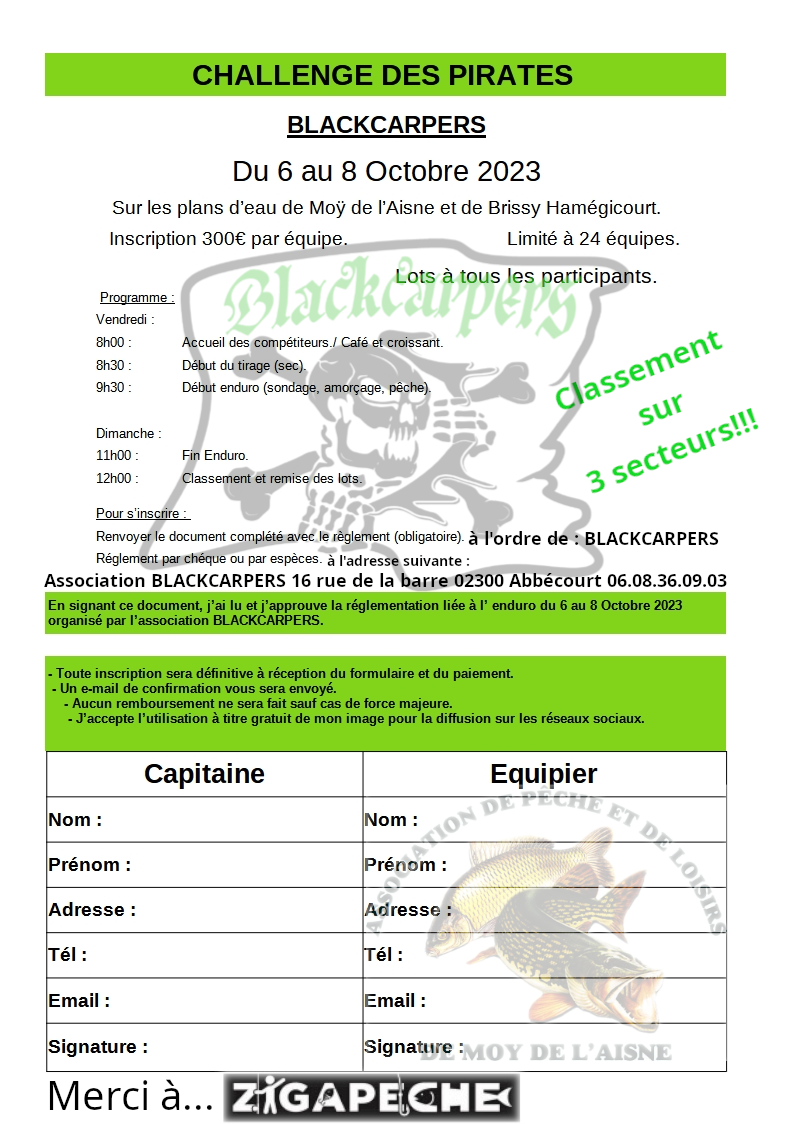 CHALLENGE DES PIRATES
BLACKCARPERS
Du 6 au 8 Octobre 2023
Sur les plans d’eau de Moÿ de l’Aisne et de Brissy Hamégicourt.
Inscription 300€ par équipe. Limité à 24 équipes.
Lots à tous les participants.
Blackcarpers
Programme :
Vendredi :
8h00 : Accueil des compétiteurs./ Café et croissant.
8h30 : Début du tirage (sec).
9h30 : Début enduro (sondage, amorçage, pêche).
Classement
sur
3 secteurs!!!
Dimanche :
11h00 : Fin Enduro.
12h00 : Classement et remise des lots.
Pour s’inscrire :
Renvoyer le document complété avec le règlement (obligatoire). à l'ordre de : BLACKCARPERS
Réglement par chéque ou par espèces. à l'adresse suivante :
Association BLACKCARPERS 16 rue de la barre 02300 Abbécourt 06.08.36.09.03
En signant ce document, j’ai lu et j’approuve la réglementation liée à l’ enduro du 6 au 8 Octobre 2023
organisé par l’association BLACKCARPERS.
- Toute inscription sera définitive à réception du formulaire et du paiement.
- Un e-mail de confirmation vous sera envoyé.
- Aucun remboursement ne sera fait sauf cas de force majeure.
- J’accepte l’utilisation à titre gratuit de mon image pour la diffusion sur les réseaux sociaux.
Capitaine Equipier
Nom : Nom :
Prénom : Prénom :
Adresse : Adresse :
Tél : Tél :
Email : Email :
Signature : Signature :
ASSOCIATION DE PÊCHE ET DE LOISIRS
DE MOY DE L’AISNE
Merci à... ZIGAPECHE